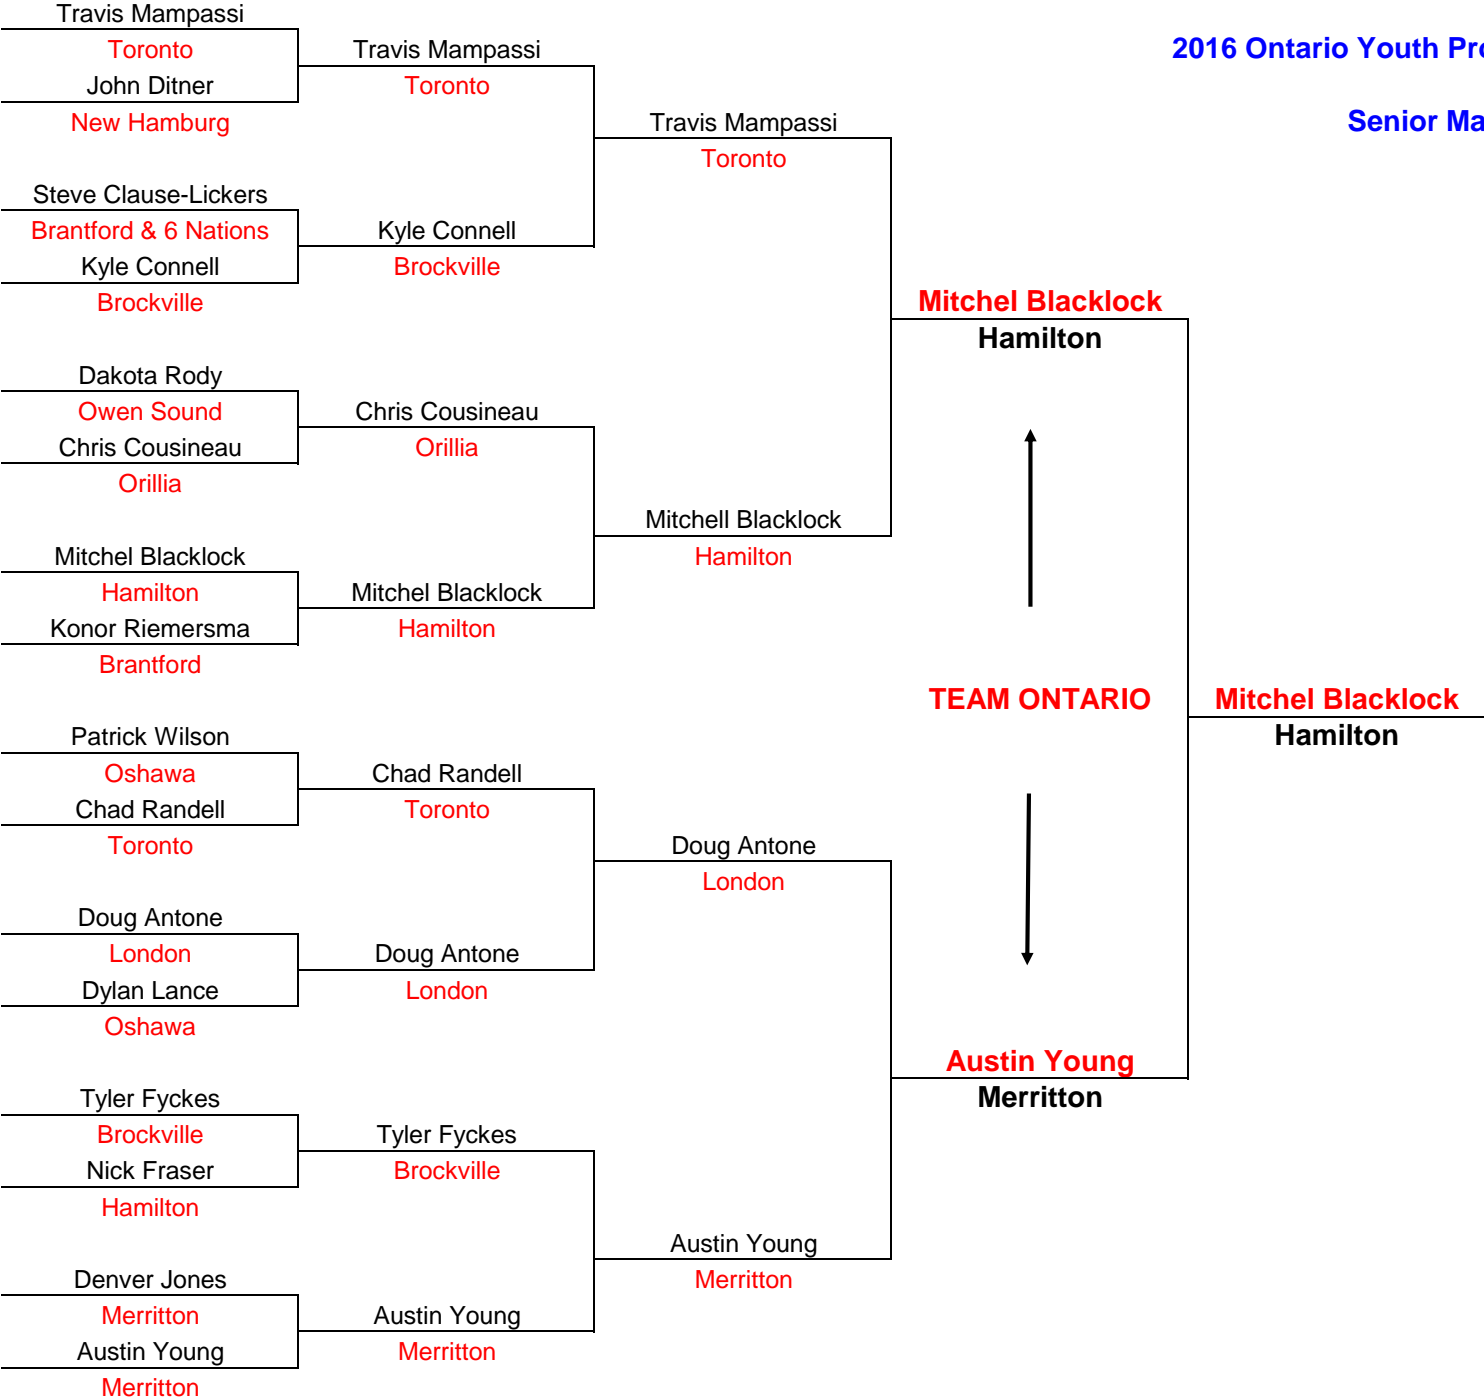 Travis Mampassi
Toronto
John Ditner
New Hamburg
Steve Clause-Lickers
Brantford & 6 Nations
Kyle Connell
Brockville
Dakota Rody
Owen Sound
Chris Cousineau
Orillia
Mitchel Blacklock
Hamilton
Konor Riemersma
Brantford
Patrick Wilson
Oshawa
Chad Randell
Toronto
Doug Antone
London
Dylan Lance
Oshawa
Tyler Fyckes
Brockville
Nick Fraser
Hamilton
Denver Jones
Merritton
Austin Young
Merritton
Travis Mampassi
Toronto
Kyle Connell
Brockville
Chris Cousineau
Orillia
Mitchel Blacklock
Hamilton
Chad Randell
Toronto
Doug Antone
London
Tyler Fyckes
Brockville
Austin Young
Merritton
Travis Mampassi
Toronto
Mitchell Blacklock
Hamilton
Doug Antone
London
Austin Young
Merritton
Mitchel Blacklock
Hamilton
TEAM ONTARIO
Austin Young
Merritton
2016 Ontario Youth
Senior
Mitchel Blacklock
Hamilton